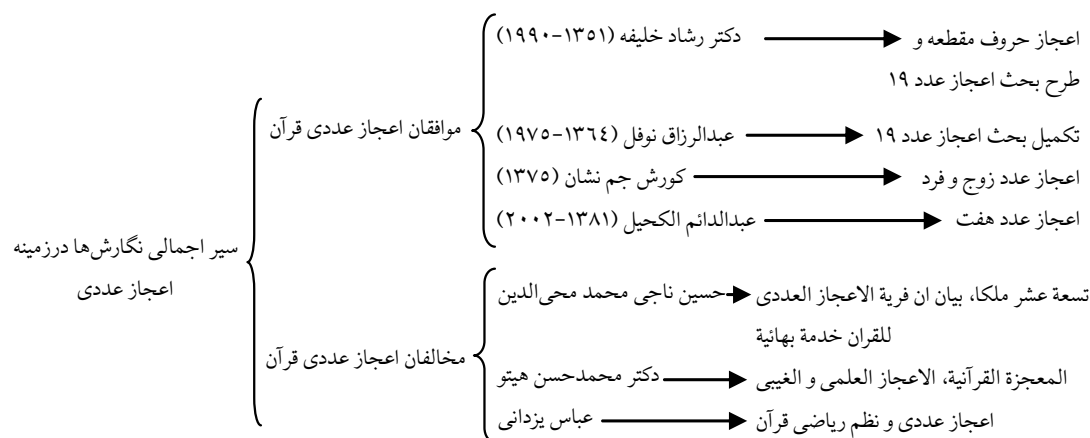 سیر اجمالی نگارش‌ها درزمینه
اعجاز عددی
موافقان اعجاز عددی قرآن
دکتر رشاد خلیفه (۱۳۵۱-۱۹۹۰)
اعجاز حروف مقطعه و
طرح بحث اعجاز عدد ۱۹
عبدالرزاق نوفل (۱۳۶٤-۱۹۷۵)
تکمیل بحث اعجاز عدد ۱۹
کورش جم نشان (۱۳۷۵)
اعجاز عدد زوج و فرد
عبدالدائم الکحیل (۱۳۸۱-۲۰۰۲)
اعجاز عدد هفت
مخالفان اعجاز عددی قرآن
حسین ناجی محمد محی‌الدین
تسعة عشر ملکا، بیان ان فریة الاعجاز العددی
للقران خدمة بهائیة
دکتر محمدحسن هیتو
المعجزة القرآنیة، الاعجاز العلمی و الغیبی
عباس یزدانی
اعجاز عددی و نظم ریاضی قرآن